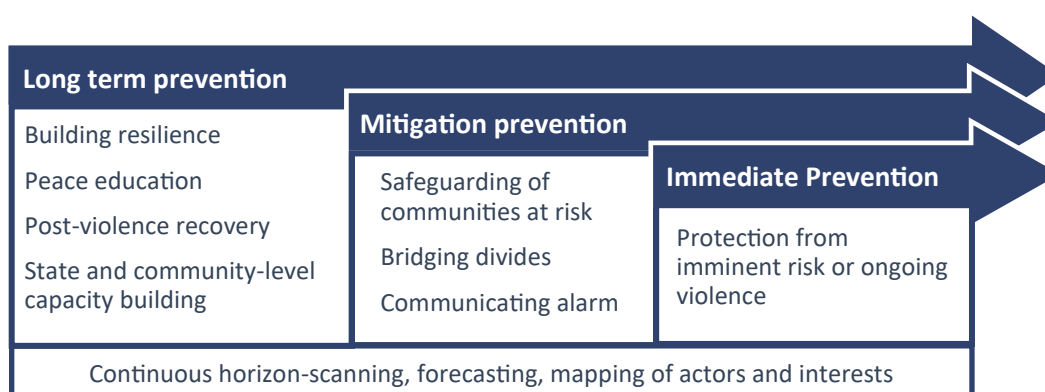 Long term prevention
Building resilience
Peace education
Post-violence recovery
State and community-level
capacity building
Mitigation prevention
Safeguarding of
communities at risk
Bridging divides
Communicating alarm
Immediate Prevention
Protection from
imminent risk or ongoing
violence
Continuous horizon-scanning, forecasting, mapping of actors and interests